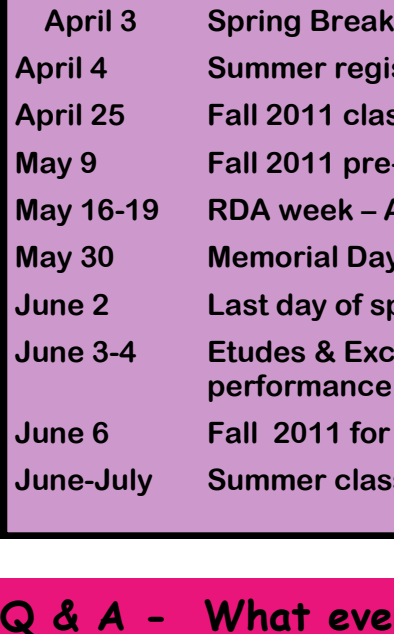 April 3 Spring Break
April 4 Summer regis
April 25 Fall 2011 clas
May 9 Fall 2011 pre-
May 16-19 RDA week – A
May 30 Memorial Day
June 2 Last day of sp
June 3-4 Etudes & Exc
performance
June 6 Fall 2011 for
June-July Summer class
Q & A - What eve